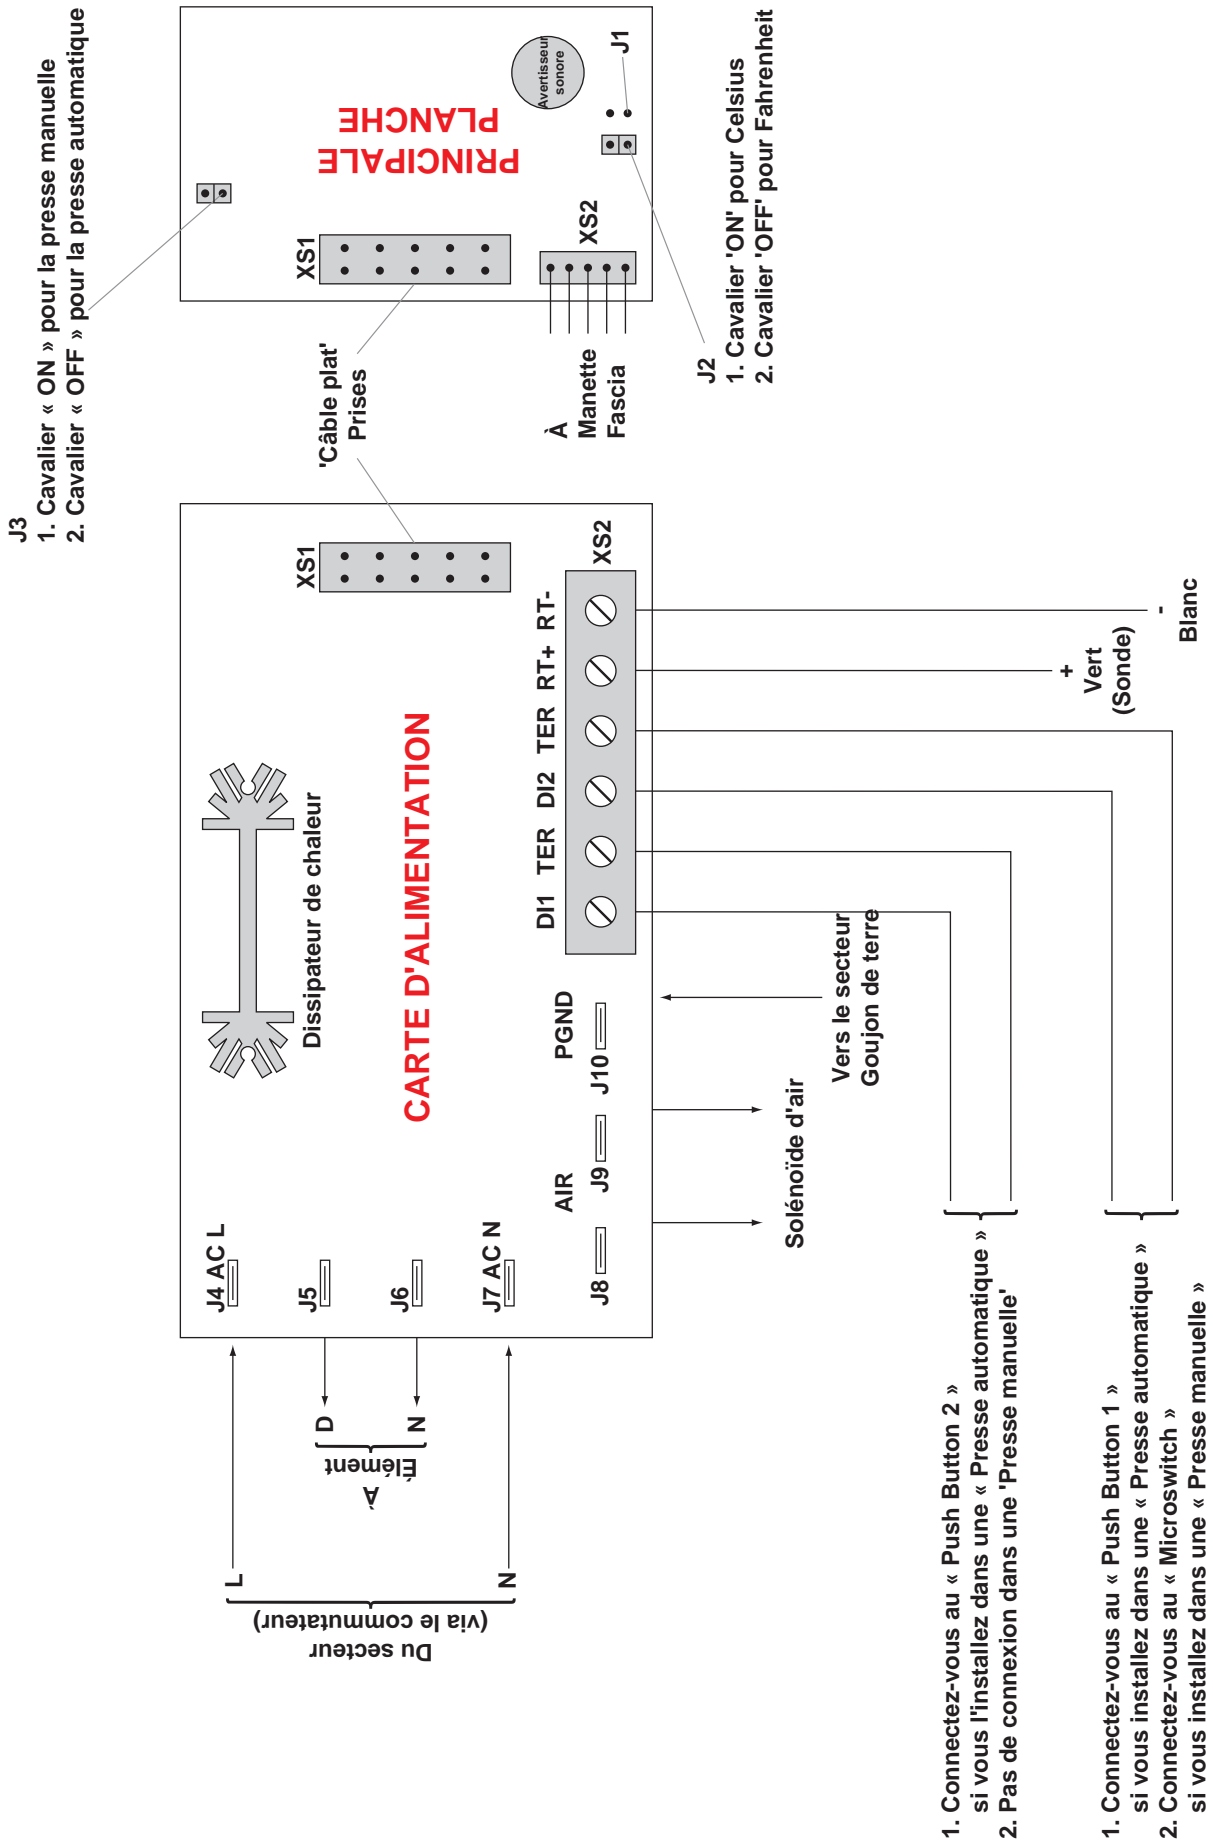 J3
1. Cavalier « ON » pour la presse manuelle
2. Cavalier « OFF » pour la presse automatique
PRINCIPALE
PLANCHE
Avertisseur
sonore
J1
XS1
XS2
'Câble plat'
Prises
À
Manette
Fascia
J2
1. Cavalier 'ON' pour Celsius
2. Cavalier 'OFF' pour Fahrenheit
XS1
Dissipateur de chaleur
CARTE D'ALIMENTATION
J4 AC L
J5
J6
J7 AC N
J8
AIR
J9
J10
PGND
DI1
TER
DI2
TER
RT+
RT-
XS2
L
D
N
N
À
Élément
Du secteur
(via le commutateur)
Solénoïde d'air
Vers le secteur
Goujon de terre
+
Vert
(Sonde)
-
Blanc
1. Connectez-vous au « Push Button 2 »
si vous l'installez dans une « Presse automatique »
2. Pas de connexion dans une 'Presse manuelle'
1. Connectez-vous au « Push Button 1 »
si vous installez dans une « Presse automatique »
2. Connectez-vous au « Microswitch »
si vous installez dans une « Presse manuelle »